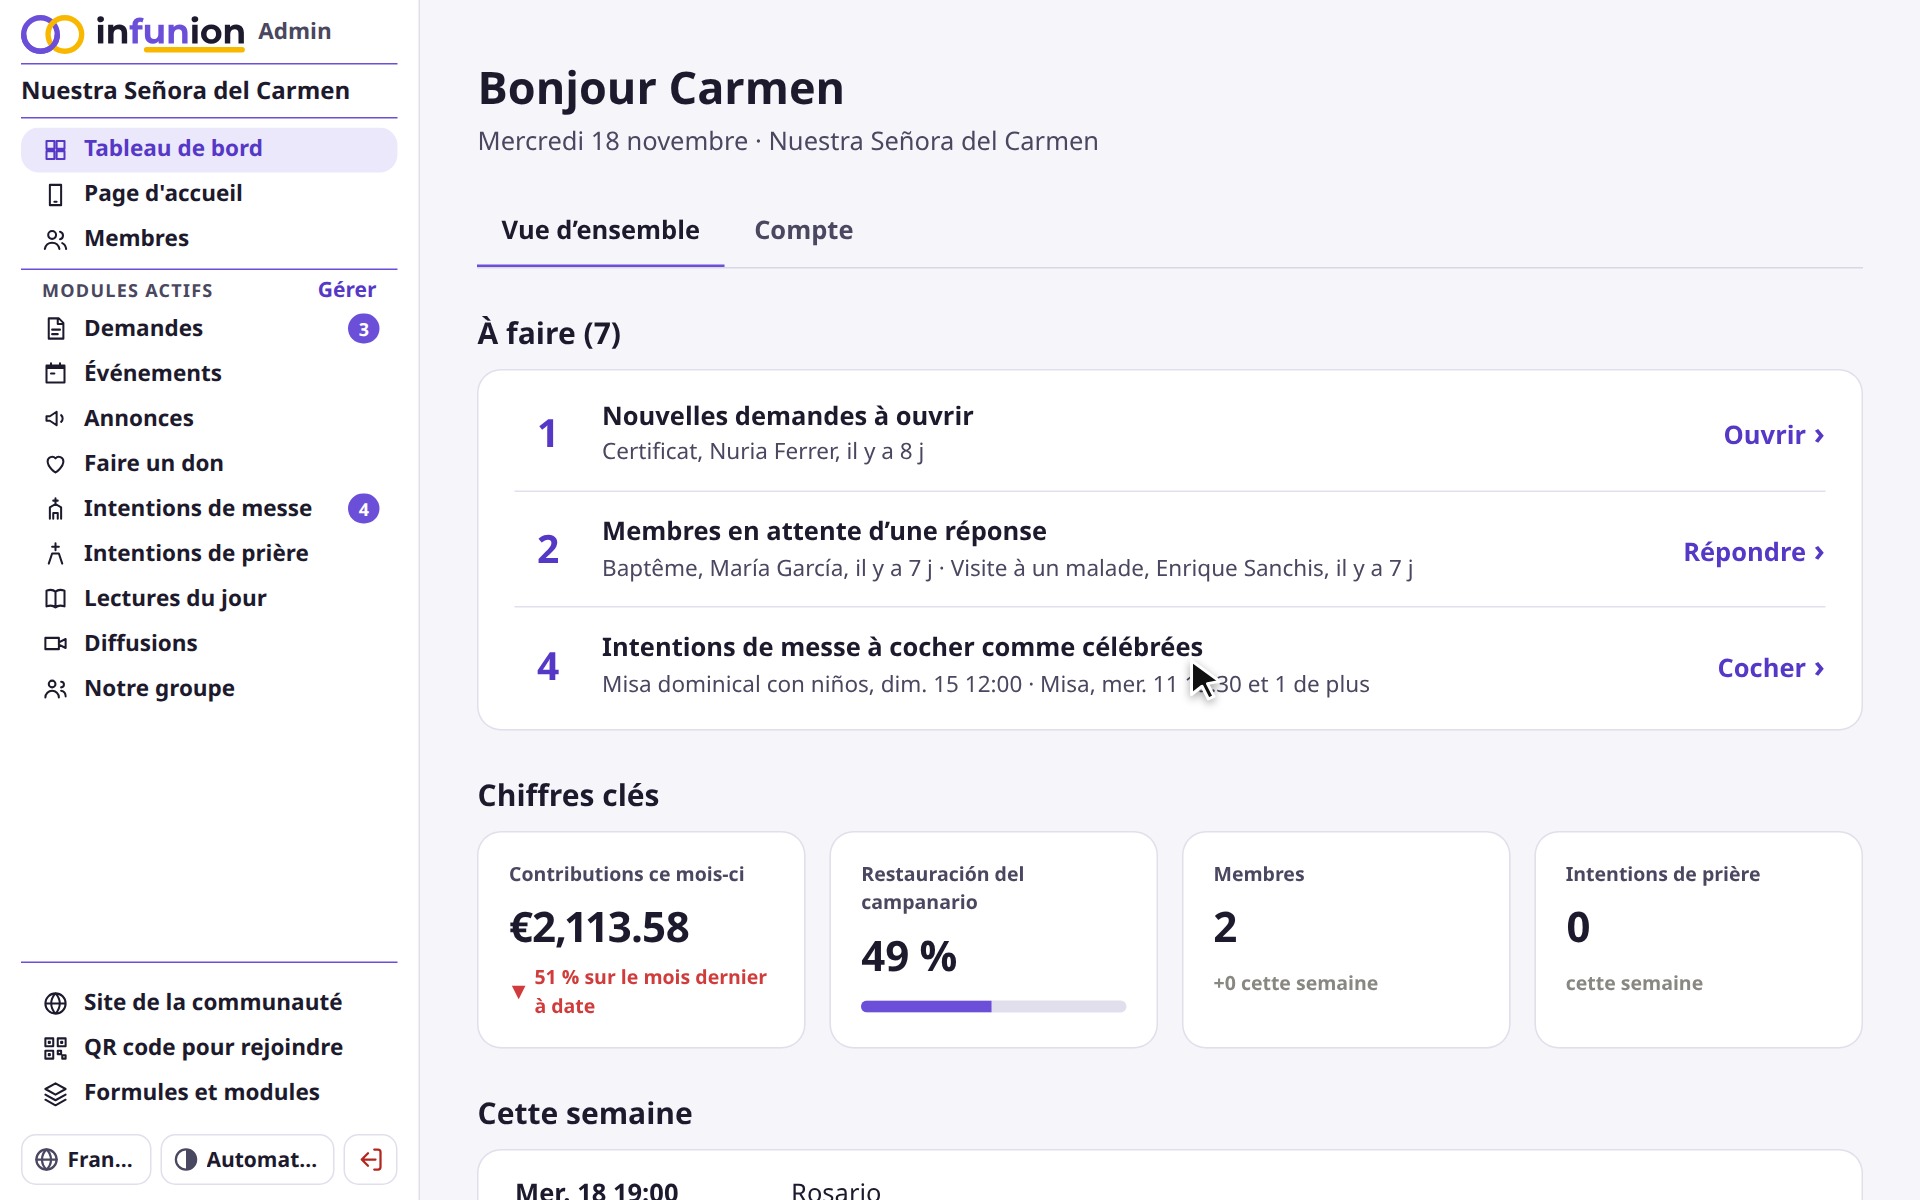 infunion Admin
Nuestra Señora del Carmen
Tableau de bord
Page d'accueil
Membres
MODULES ACTIFS Gérer
Demandes 3
Événements
Annonces
Faire un don
Intentions de messe 4
Intentions de prière
Lectures du jour
Diffusions
Notre groupe
Site de la communauté
QR code pour rejoindre
Formules et modules
Fran... Automat...
Bonjour Carmen
Mercredi 18 novembre · Nuestra Señora del Carmen
Vue d’ensemble Compte
À faire (7)
1 Nouvelles demandes à ouvrir
Certificat, Nuria Ferrer, il y a 8 j
Ouvrir ›
2 Membres en attente d’une réponse
Baptême, María García, il y a 7 j · Visite à un malade, Enrique Sanchis, il y a 7 j
Répondre ›
4 Intentions de messe à cocher comme célébrées
Misa dominical con niños, dim. 15 12:00 · Misa, mer. 11 et 1 de plus
Cocher ›
Chiffres clés
Contributions ce mois-ci
€2,113.58
▼ 51 % sur le mois dernier
à date
Restauración del
campanario
49 %
Membres
2
+0 cette semaine
Intentions de prière
0
cette semaine
Cette semaine
Mer. 18 19:00 Rosario